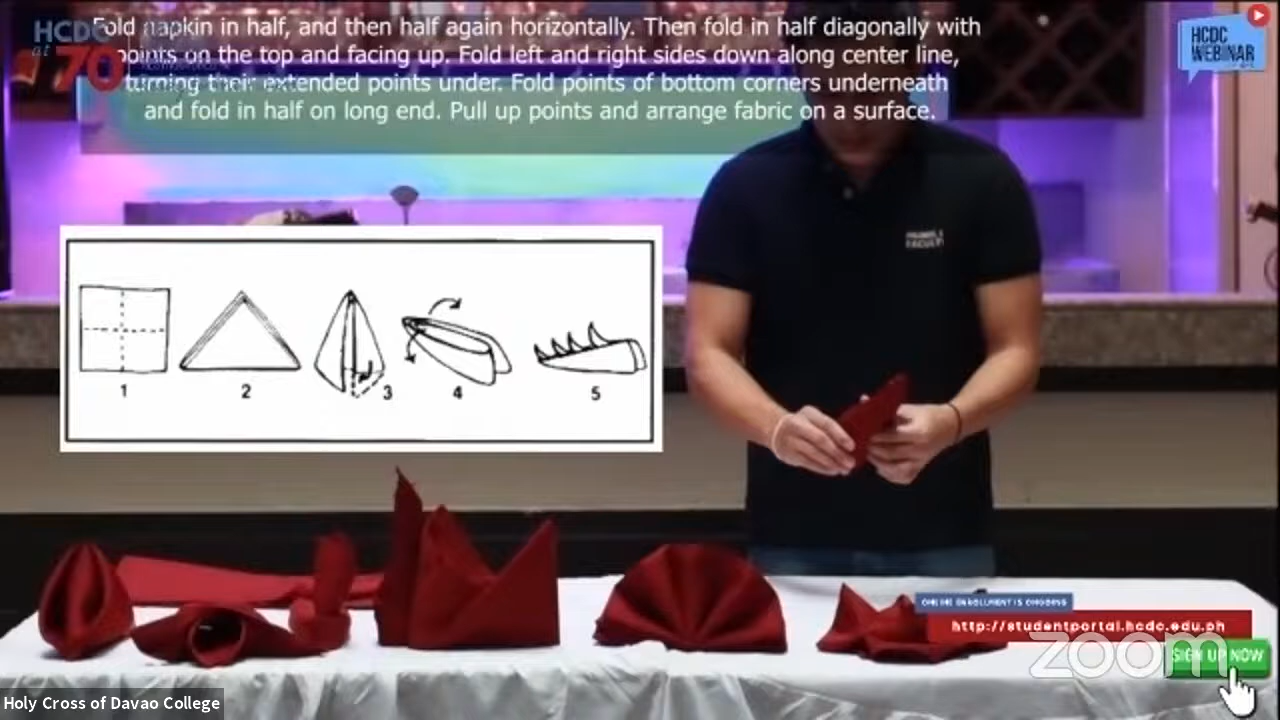 Fold napkin in half, and then half again horizontally. Then fold in half diagonally with
points on the top and facing up. Fold left and right sides down along center line,
turning their extended points under. Fold points of bottom corners underneath
and fold in half on long end. Pull up points and arrange fabric on a surface.
HCDC
at 70
HCDC
WEBINAR
FACULTY
1
2
3
4
5
ONLINE ENROLLMENT IS ONGOING
http://studentportal.hcdc.edu.ph
zoom
SIGN UP NOW
Holy Cross of Davao College